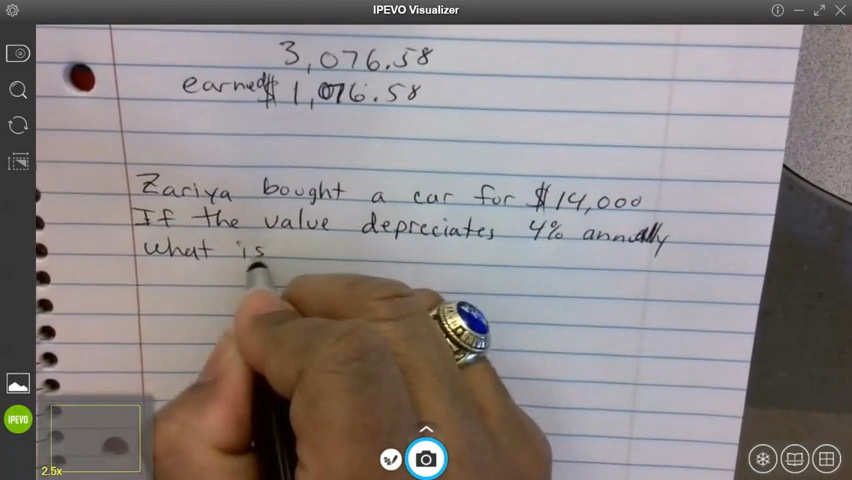 IPEVO Visualizer
3,076.58
earned $ 1,076.58
Zariya bought a car for $14,000
If the value depreciates 4% annually
what is
IPEVO
2.5x